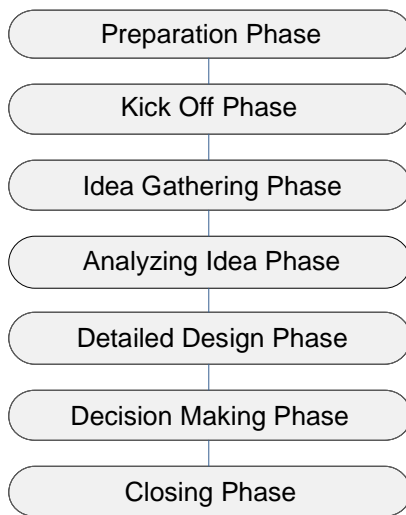 Preparation Phase
Kick Off Phase
Idea Gathering Phase
Analyzing Idea Phase
Detailed Design Phase
Decision Making Phase
Closing Phase